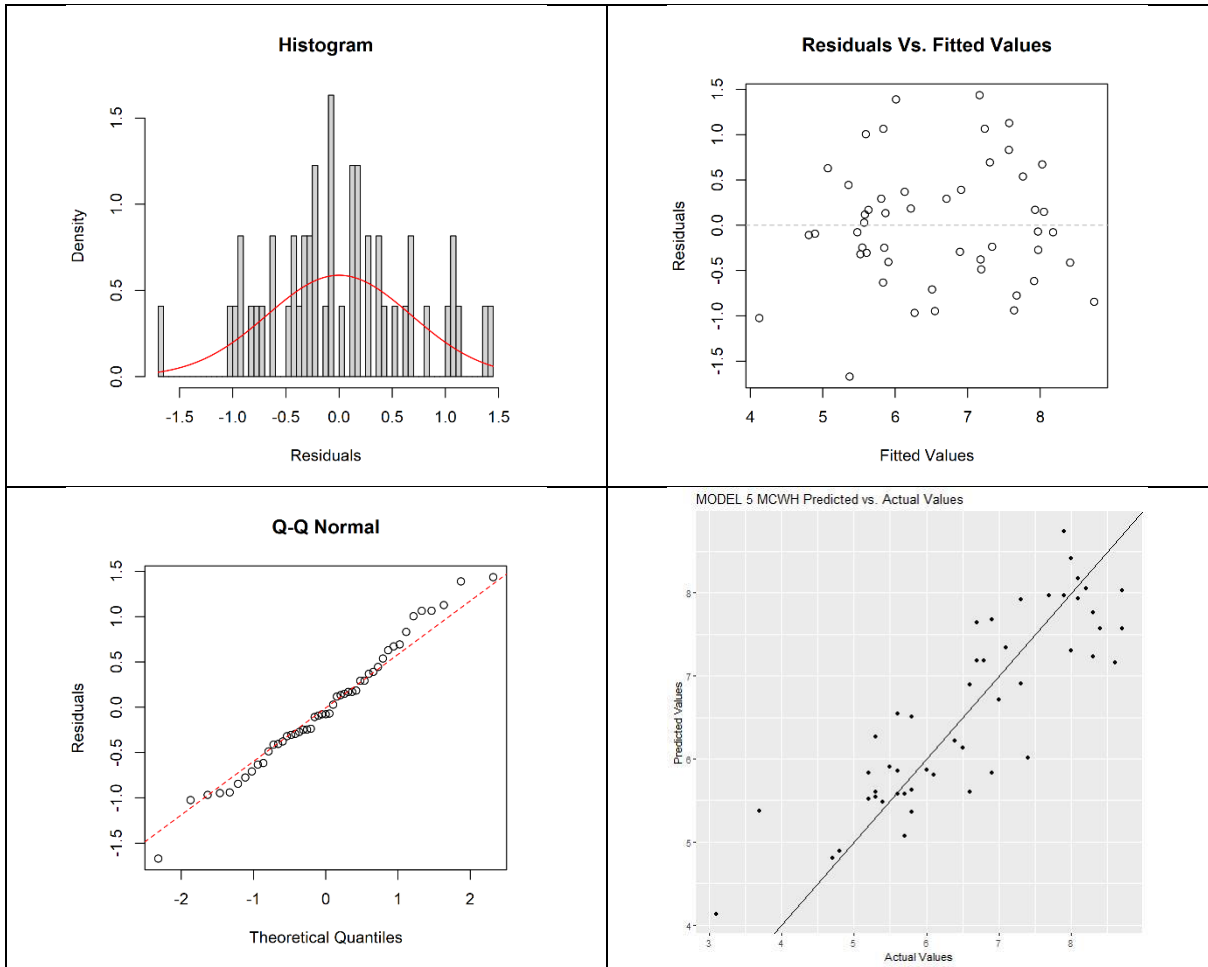 Histogram
Density
0.0 0.5 1.0 1.5
-1.5 -1.0 -0.5 0.0 0.5 1.0 1.5
Residuals
Residuals Vs. Fitted Values
Residuals
-1.5 -1.0 -0.5 0.0 0.5 1.0 1.5
4 5 6 7 8
Fitted Values
Q-Q Normal
Residuals
-1.5 -1.0 -0.5 0.0 0.5 1.0 1.5
-2 -1 0 1 2
Theoretical Quantiles
MODEL 5 MCWH Predicted vs. Actual Values
Predicted Values
8
7
6
5
4
3 4 5 6 7 8
Actual Values